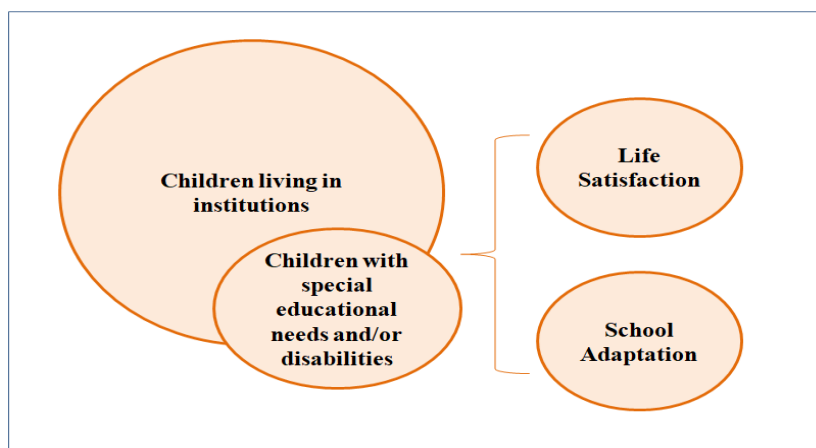 Children living in
institutions
Children with
special
educational
needs and/or
disabilities
Life
Satisfaction
School
Adaptation